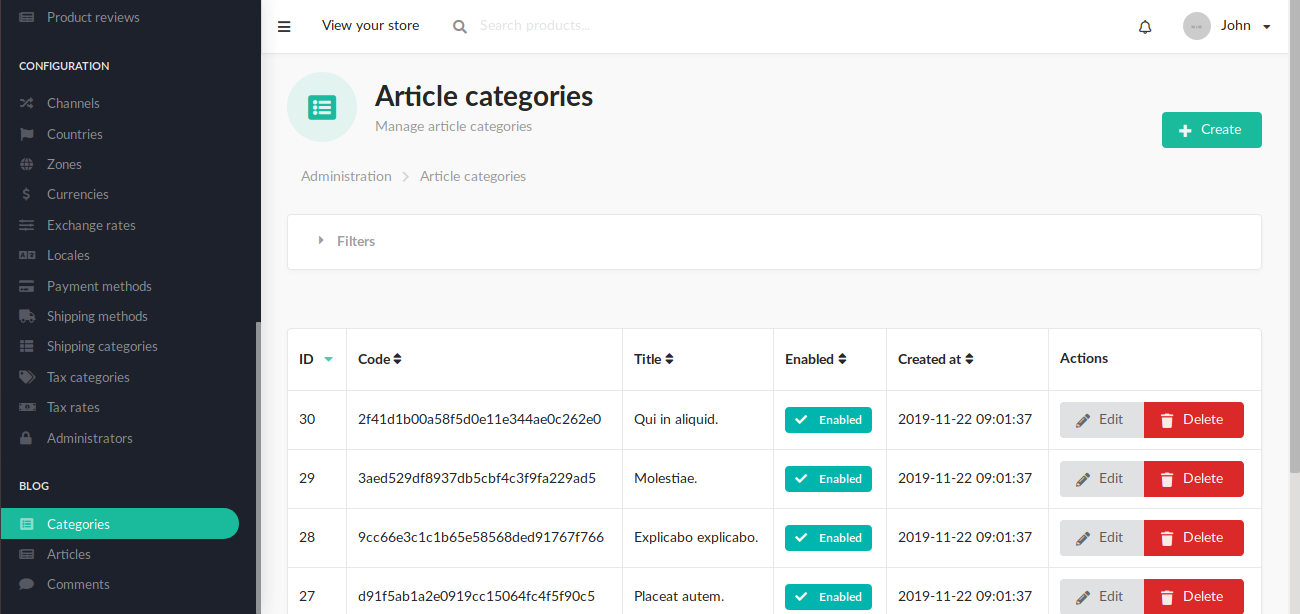 Product reviews
CONFIGURATION
Channels
Countries
Zones
Currencies
Exchange rates
Locales
Payment methods
Shipping methods
Shipping categories
Tax categories
Tax rates
Administrators
BLOG
Categories
Articles
Comments
View your store Search products... John
Article categories
Manage article categories
Create
Administration Article categories
Filters
ID Code Title Enabled Created at Actions
30 2f41d1b00a58f5d0e11e344ae0c262e0 Qui in aliquid. Enabled 2019-11-22 09:01:37 Edit Delete
29 3aed529df8937db5cbf4c3f9fa229ad5 Molestiae. Enabled 2019-11-22 09:01:37 Edit Delete
28 9cc66e3c1c1b65e58568ded91767f766 Explicabo explicabo. Enabled 2019-11-22 09:01:37 Edit Delete
27 d91f5ab1a2e0919cc15064fc4f5f90c5 Placeat autem. Enabled 2019-11-22 09:01:37 Edit Delete